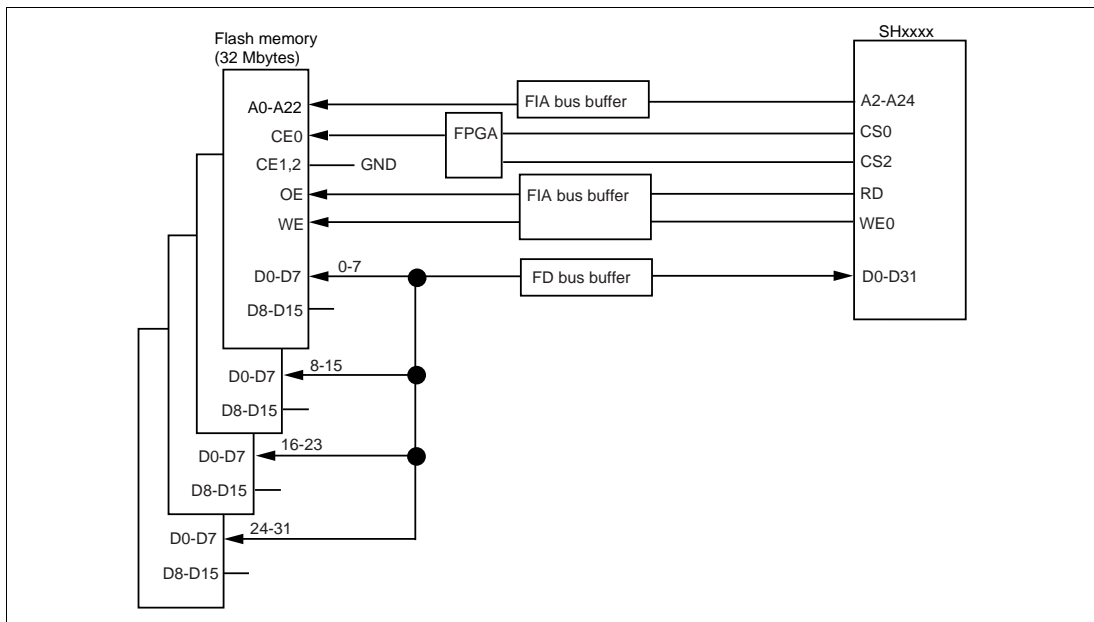 SHxxxx
Flash memory
(32 Mbytes)
A0-A22
FIA bus buffer
A2-A24
CE0
FPGA
CS0
CE1,2
GND
CS2
OE
FIA bus buffer
RD
WE
WE0
D0-D7
0-7
FD bus buffer
D0-D31
D8-D15
D0-D7
8-15
D8-D15
D0-D7
16-23
D8-D15
D0-D7
24-31
D8-D15